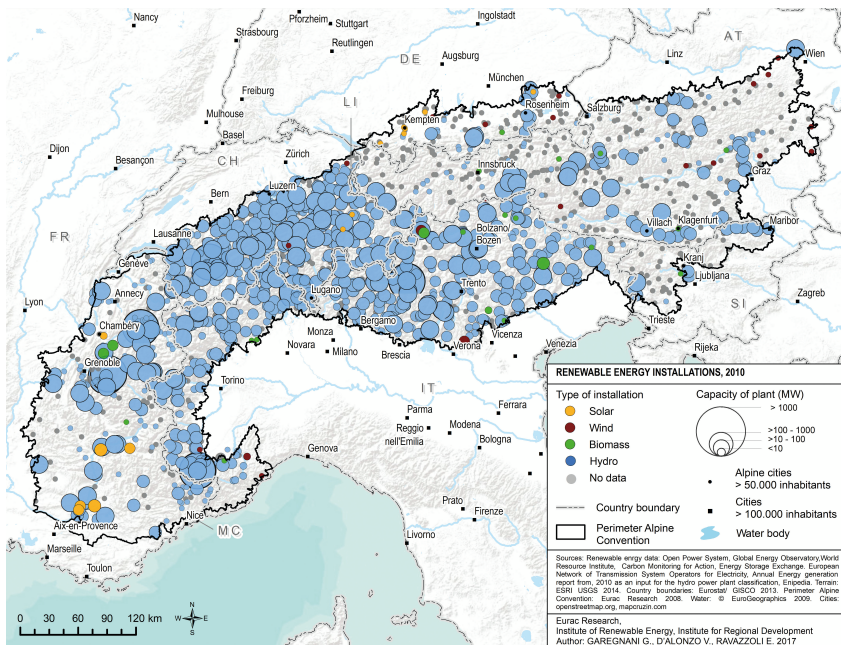 Nancy
Pforzheim
Stuttgart
Ingolstadt
Strasbourg
Reutlingen
DE
Augsburg
AT
Linz
Wien
München
Freiburg
LI
Kempten
Rosenheim
Salzburg
Mulhouse
Basel
Dijon
Besançon
CH
Zürich
Innsbruck
Graz
Luzern
Bern
FR
Lausanne
Bolzano/
Bozen
Villach
Klagenfurt
Maribor
Genève
Kranj
Ljubljana
Annecy
Lugano
Trento
SI
Lyon
Zagreb
Chambéry
Bergamo
Trieste
Monza
Vicenza
Novara
Milano
Brescia
Verona
Venezia
Rijeka
Grenoble
Torino
IT
Parma
Ferrara
Reggio
nell'Emilia
Modena
Bologna
Genova
Prato
Firenze
Nice
MC
Aix-en-Provence
Marseille
Livorno
Toulon
N
W
E
S
0 30 60 90 120 km
RENEWABLE ENERGY INSTALLATIONS, 2010
Type of installation
Solar
Wind
Biomass
Hydro
No data
Capacity of plant (MW)
> 1000
>100 - 1000
>10 - 100
<10
Alpine cities
> 50.000 inhabitants
Cities
> 100.000 inhabitants
Country boundary
Perimeter Alpine
Convention
Water body
Sources: Renewable enrgy data: Open Power System, Global Energy Observatory,World
Resource Institute, Carbon Monitoring for Action, Energy Storage Exchange. European
Network of Transmission System Operators for Electricity, Annual Energy generation
report from, 2010 as an input for the hydro power plant classification, Enipedia. Terrain:
ESRI USGS 2014. Country boundaries: Eurostat/ GISCO 2013. Perimeter Alpine
Convention: Eurac Research 2008. Water: © EuroGeographics 2009. Cities:
openstreetmap.org, mapcruzin.com
Eurac Research,
Institute of Renewable Energy, Institute for Regional Development
Author: GAREGNANI G., D'ALONZO V., RAVAZZOLI E. 2017